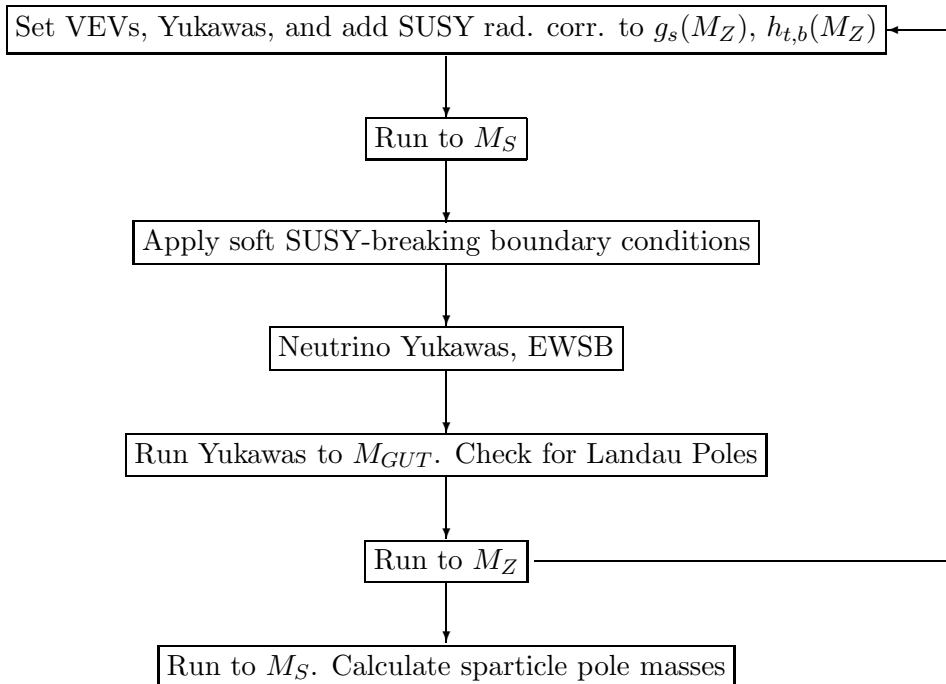 Set VEVs, Yukawas, and add SUSY rad. corr. to $g_s(M_Z)$, $h_{t,b}(M_Z)$
Run to $M_S$
Apply soft SUSY-breaking boundary conditions
Neutrino Yukawas, EWSB
Run Yukawas to $M_{GUT}$. Check for Landau Poles
Run to $M_Z$
Run to $M_S$. Calculate sparticle pole masses